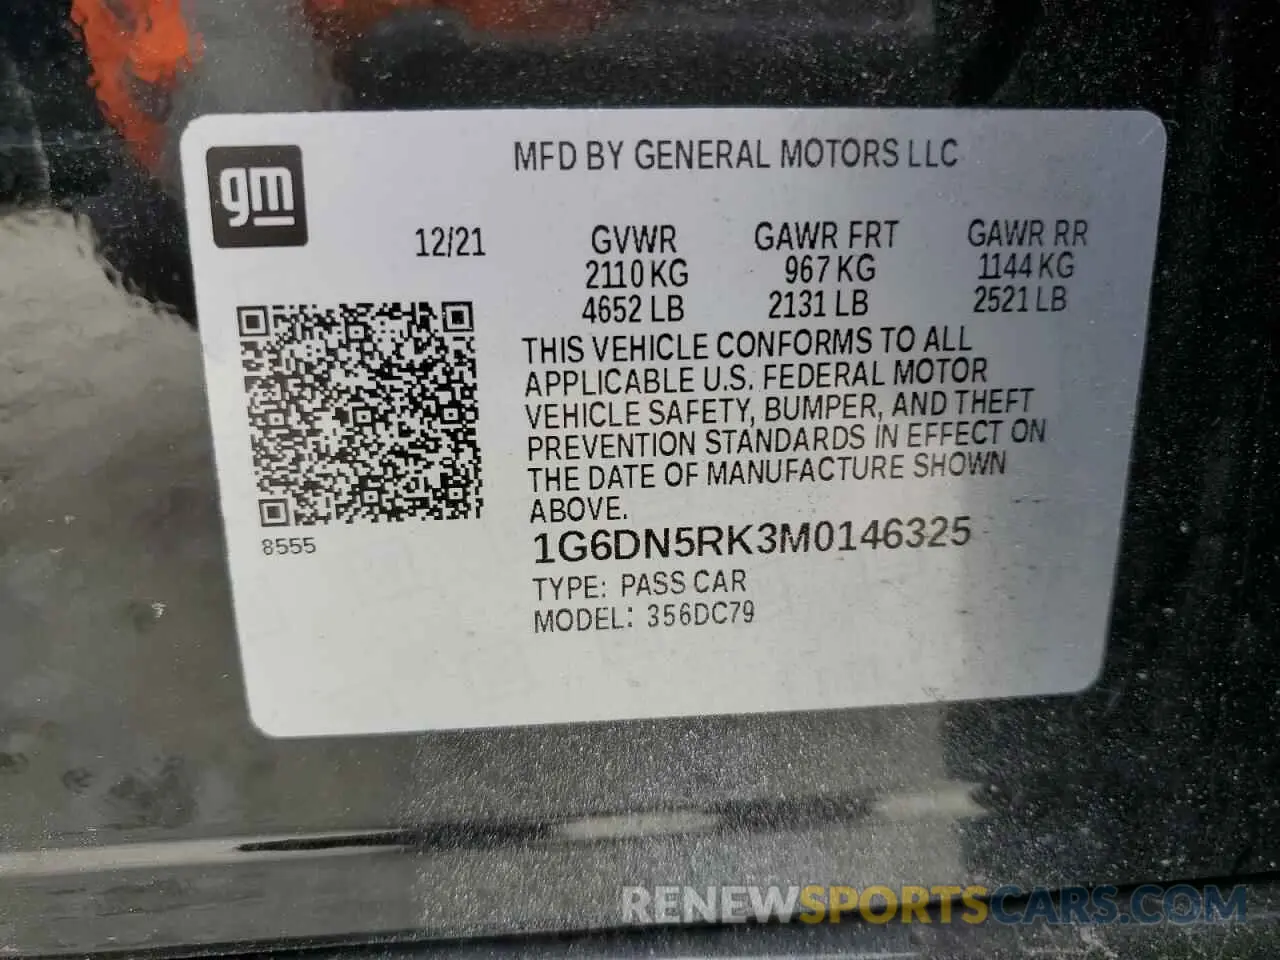 gm
MFD BY GENERAL MOTORS LLC
12/21 GVWR GAWR FRT GAWR RR
2110 KG 967 KG 1144 KG
4652 LB 2131 LB 2521 LB
THIS VEHICLE CONFORMS TO ALL
APPLICABLE U.S. FEDERAL MOTOR
VEHICLE SAFETY, BUMPER, AND THEFT
PREVENTION STANDARDS IN EFFECT ON
THE DATE OF MANUFACTURE SHOWN
ABOVE.
8555
1G6DN5RK3M0146325
TYPE: PASS CAR
MODEL: 356DC79
RENEWSPORTSCARS.COM